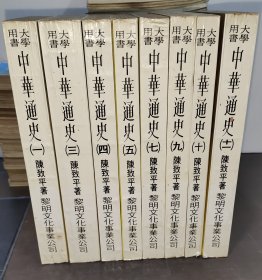 大學
用書
中華通史(一)
陳致平著
黎明文化事業公司
大學
用書
中華通史(三)
陳致平著
黎明文化事業公司
大學
用書
中華通史(四)
陳致平著
黎明文化事業公司
大學
用書
中華通史(五)
陳致平著
黎明文化事業公司
大學
用書
中華通史(七)
陳致平著
黎明文化事業公司
大學
用書
中華通史(九)
陳致平著
黎明文化事業公司
大學
用書
中華通史(十)
陳致平著
黎明文化事業公司
大學
用書
中華通史(十一)
陳致平著
黎明文化事業公司